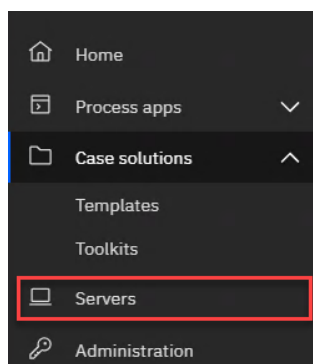 Home
Process apps
Case solutions
Templates
Toolkits
Servers
Administration